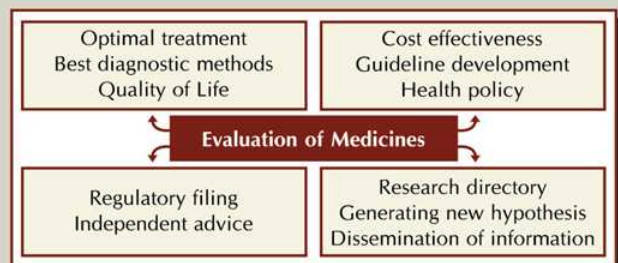 Optimal treatment
Best diagnostic methods
Quality of Life
Cost effectiveness
Guideline development
Health policy
Evaluation of Medicines
Regulatory filing
Independent advice
Research directory
Generating new hypothesis
Dissemination of information